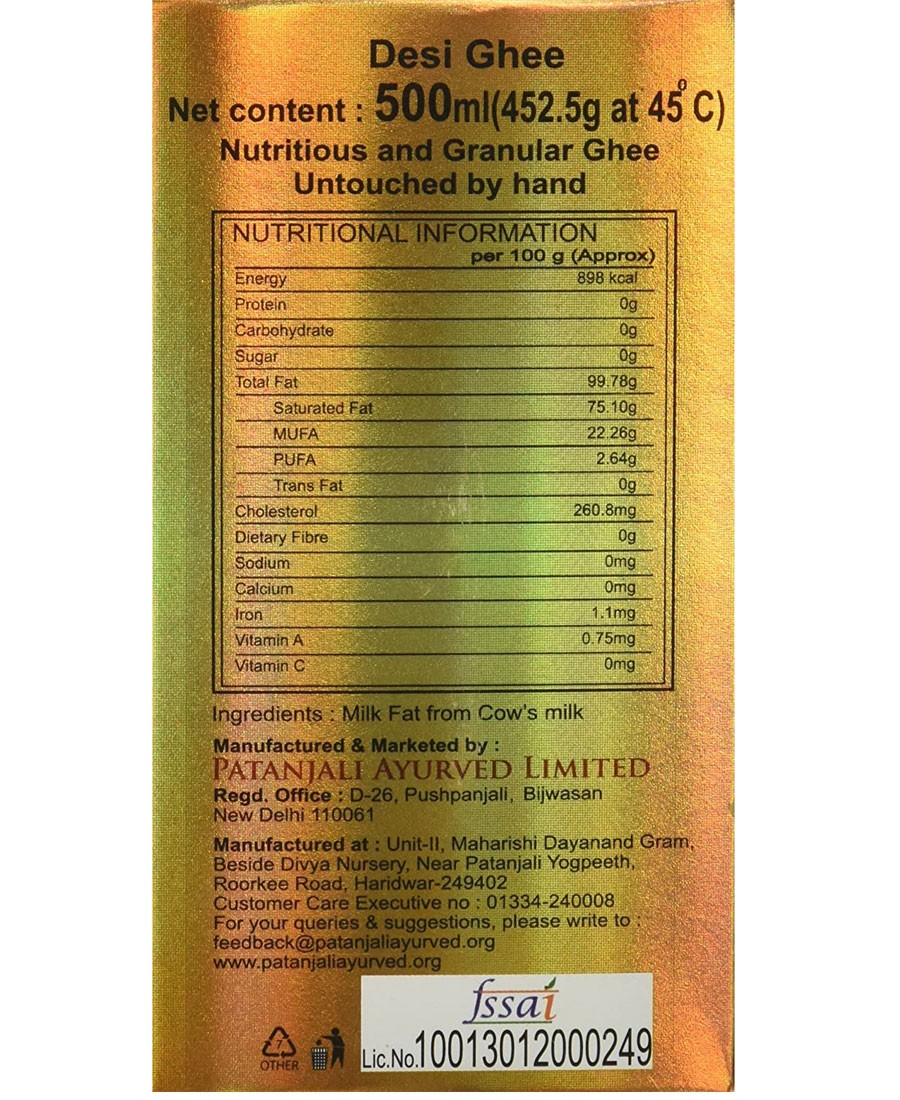 Desi Ghee
Net content : 500ml(452.5g at 45°C)
Nutritious and Granular Ghee
Untouched by hand
NUTRITIONAL INFORMATION
per 100 g (Approx)
Energy 898 kcal
Protein 0g
Carbohydrate 0g
Sugar 0g
Total Fat 99.78g
Saturated Fat 75.10g
MUFA 22.26g
PUFA 2.64g
Trans Fat 0g
Cholesterol 260.8mg
Dietary Fibre 0g
Sodium 0mg
Calcium 0mg
Iron 1.1mg
Vitamin A 0.75mg
Vitamin C 0mg
Ingredients : Milk Fat from Cow's milk
Manufactured & Marketed by :
PATANJALI AYURVED LIMITED
Regd. Office : D-26, Pushpanjali, Bijwasan
New Delhi 110061
Manufactured at : Unit-II, Maharishi Dayanand Gram,
Beside Divya Nursery, Near Patanjali Yogpeeth,
Roorkee Road, Haridwar-249402
Customer Care Executive no : 01334-240008
For your queries & suggestions, please write to :
feedback@patanjaliayurved.org
www.patanjaliayurved.org
fssai
7
OTHER
Lic.No.10013012000249